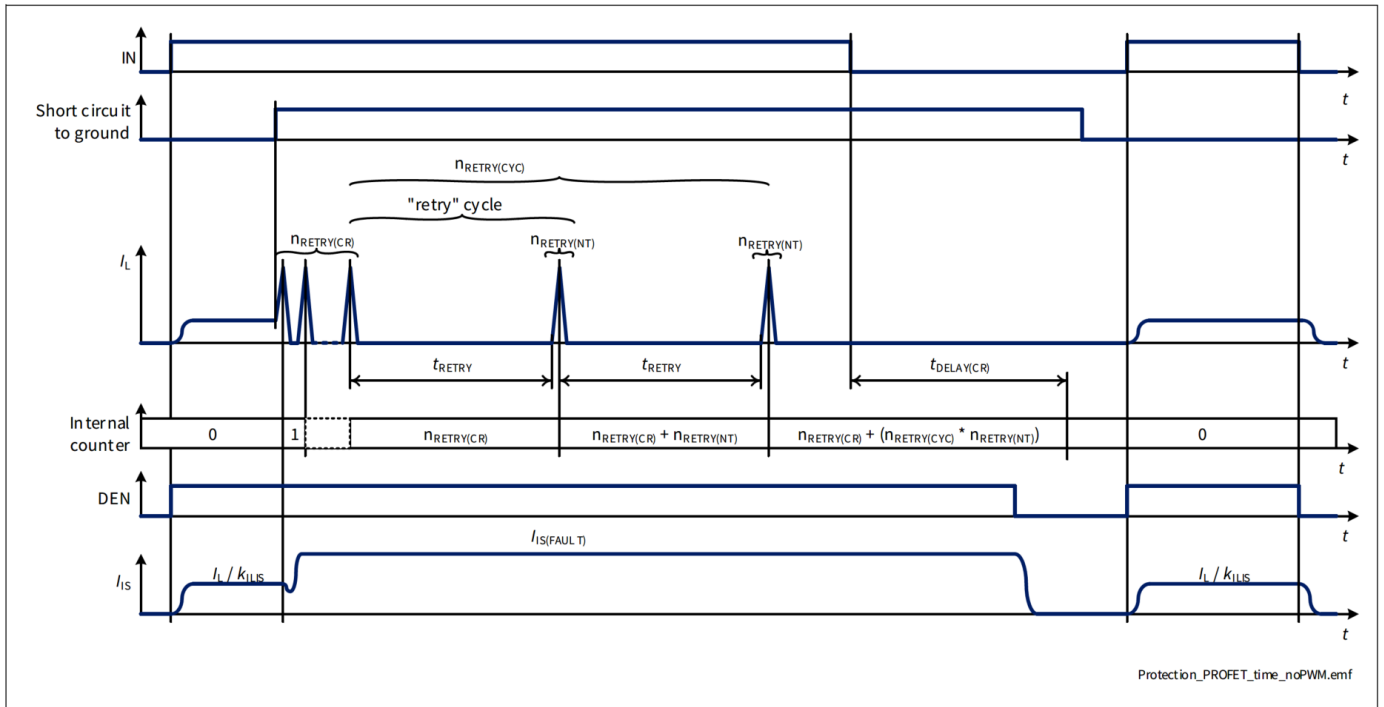 IN
t
Short circuit
to ground
t
nRETRY(CYC)
"retry" cycle
nRETRY(CR)
nRETRY(NT)
nRETRY(NT)
IL
tRETRY
tRETRY
tDELAY(CR)
t
Internal
counter
0
1
nRETRY(CR)
nRETRY(CR) + nRETRY(NT)
nRETRY(CR) + (nRETRY(CYC) * nRETRY(NT))
0
t
DEN
t
IIS(FAULT)
IIS
IL / kILIS
IL / kILIS
t
Protection_PROFET_time_noPWM.emf